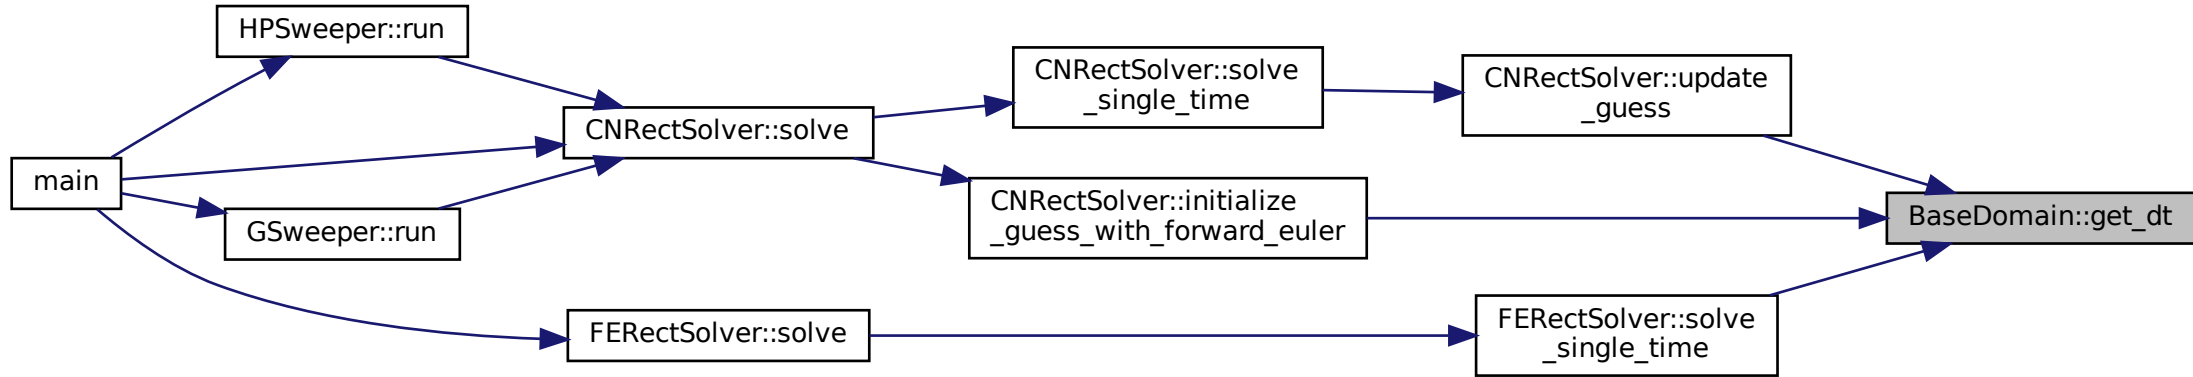 HPSweeper::run
CNRectSolver::solve
_single_time
CNRectSolver::update
_guess
CNRectSolver::solve
main
CNRectSolver::initialize
_guess_with_forward_euler
BaseDomain::get_dt
GSweeper::run
FERectSolver::solve
FERectSolver::solve
_single_time